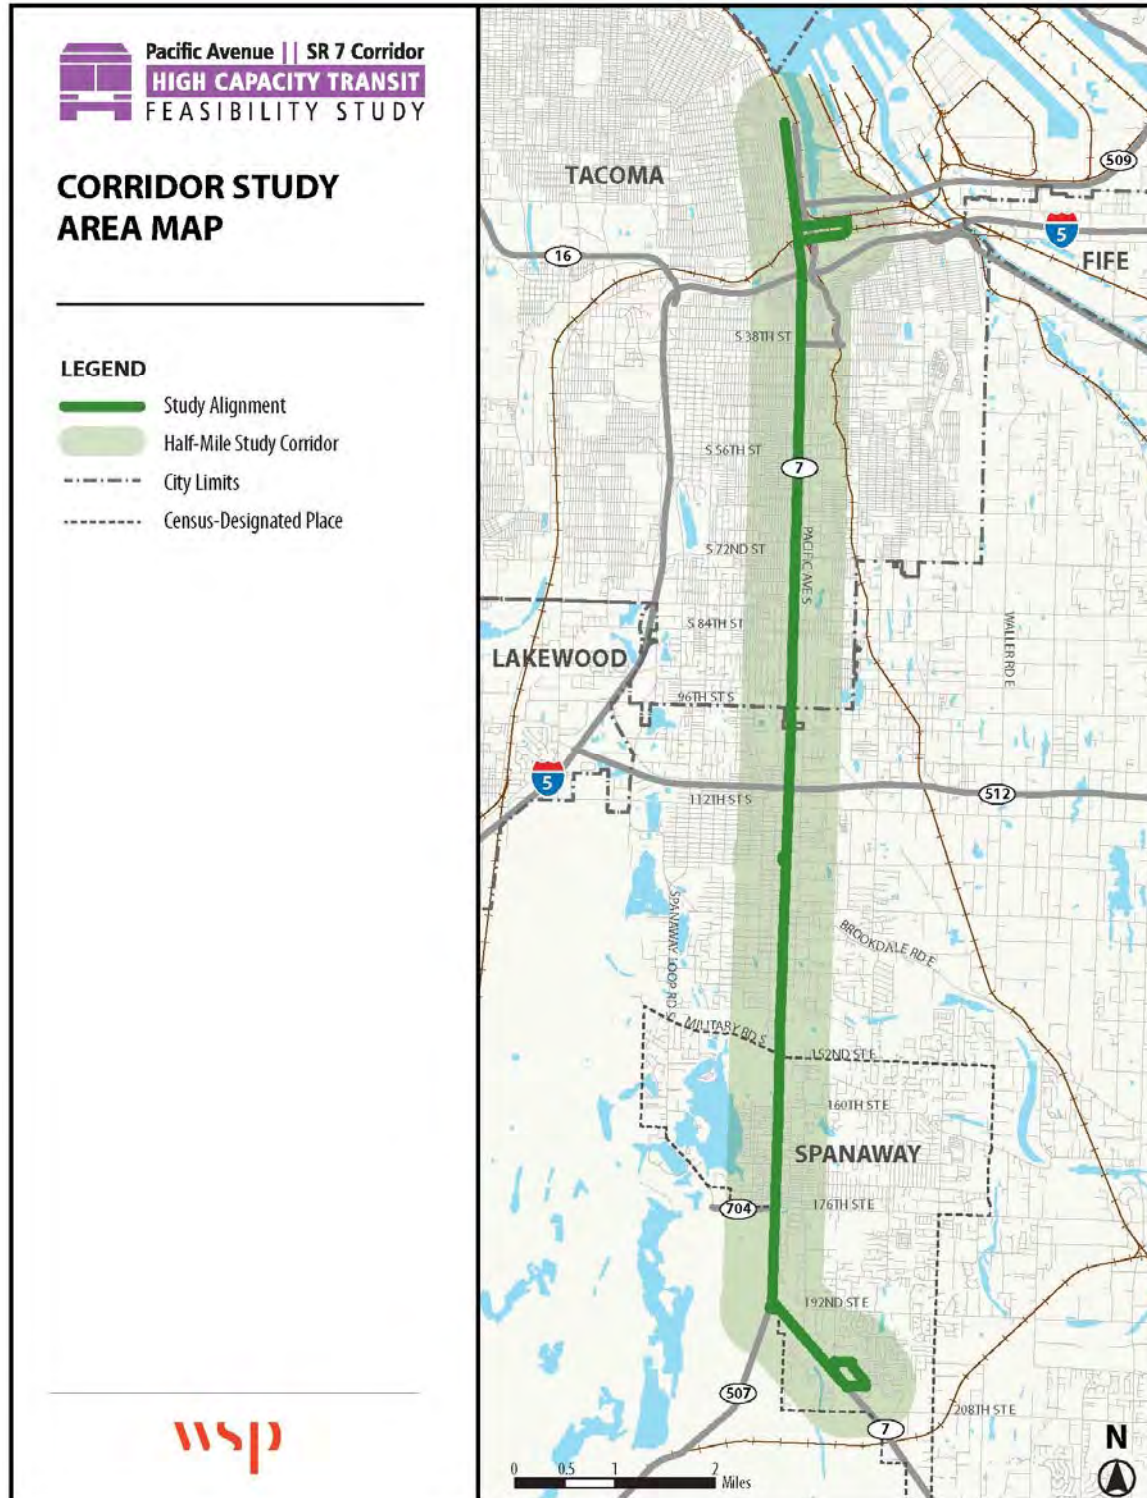 Pacific Avenue || SR 7 Corridor
HIGH CAPACITY TRANSIT
FEASIBILITY STUDY
CORRIDOR STUDY
AREA MAP
LEGEND
Study Alignment
Half-Mile Study Corridor
City Limits
Census-Designated Place
wsp
TACOMA
509
5
FIFE
16
S 38TH ST
S 56TH ST
7
S 72ND ST
PACIFIC AVE S
S 84TH ST
WALLER RD E
LAKEWOOD
96TH ST S
5
512
112TH ST S
SPANAWAY LOOP RD S
BROOKDALE RD E
MILITARY RD S
152ND ST E
160TH ST E
SPANAWAY
176TH ST E
704
192ND ST E
507
208TH ST E
7
N
0 0.5 1 2
Miles